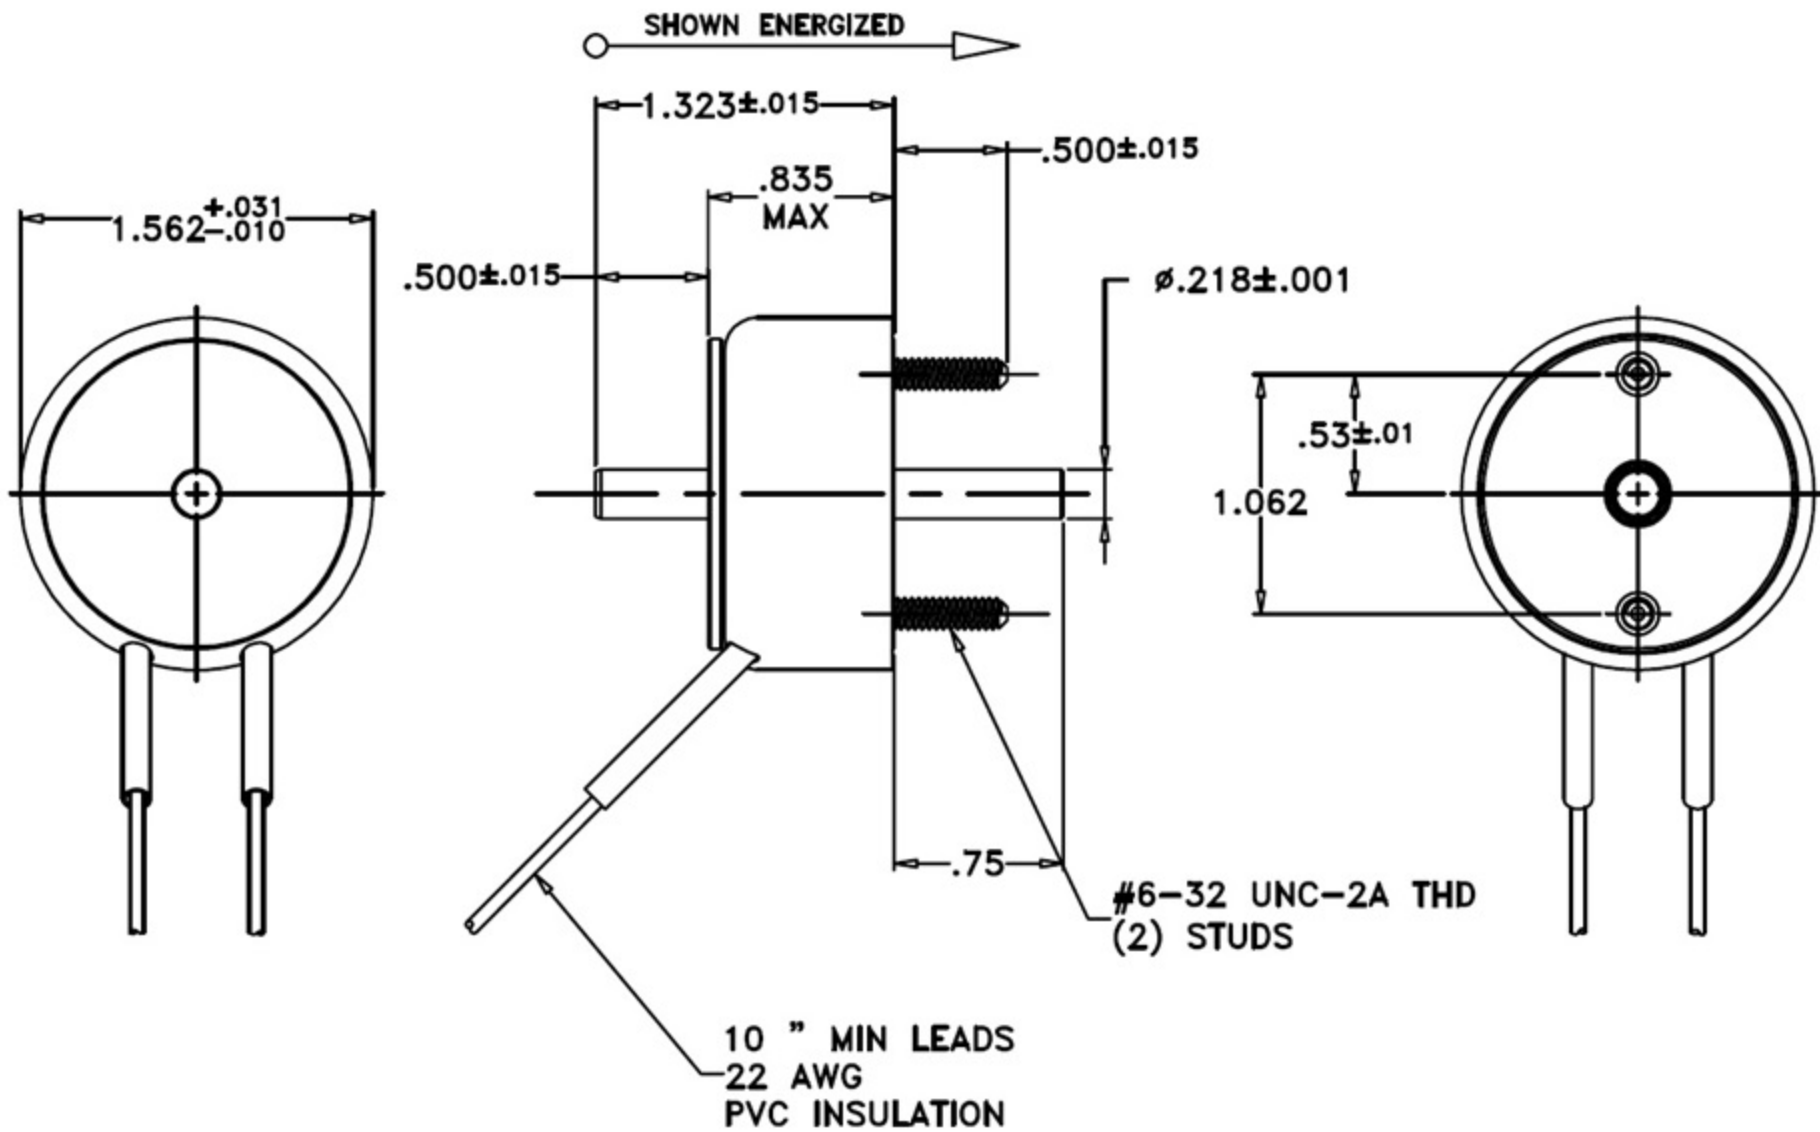 SHOWN ENERGIZED
1.323±.015
.500±.015
.835
MAX
1.562+.031
-.010
.500±.015
ø.218±.001
.53±.01
1.062
.75
#6-32 UNC-2A THD
(2) STUDS
10 " MIN LEADS
22 AWG
PVC INSULATION